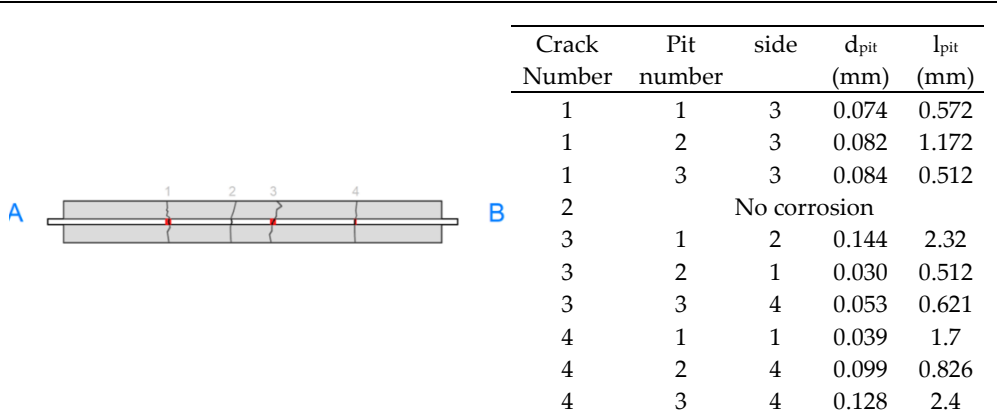 A
1 2 3 4
B
Crack Pit side dpit lpit
Number number (mm) (mm)
1 1 3 0.074 0.572
1 2 3 0.082 1.172
1 3 3 0.084 0.512
2 No corrosion
3 1 2 0.144 2.32
3 2 1 0.030 0.512
3 3 4 0.053 0.621
4 1 1 0.039 1.7
4 2 4 0.099 0.826
4 3 4 0.128 2.4